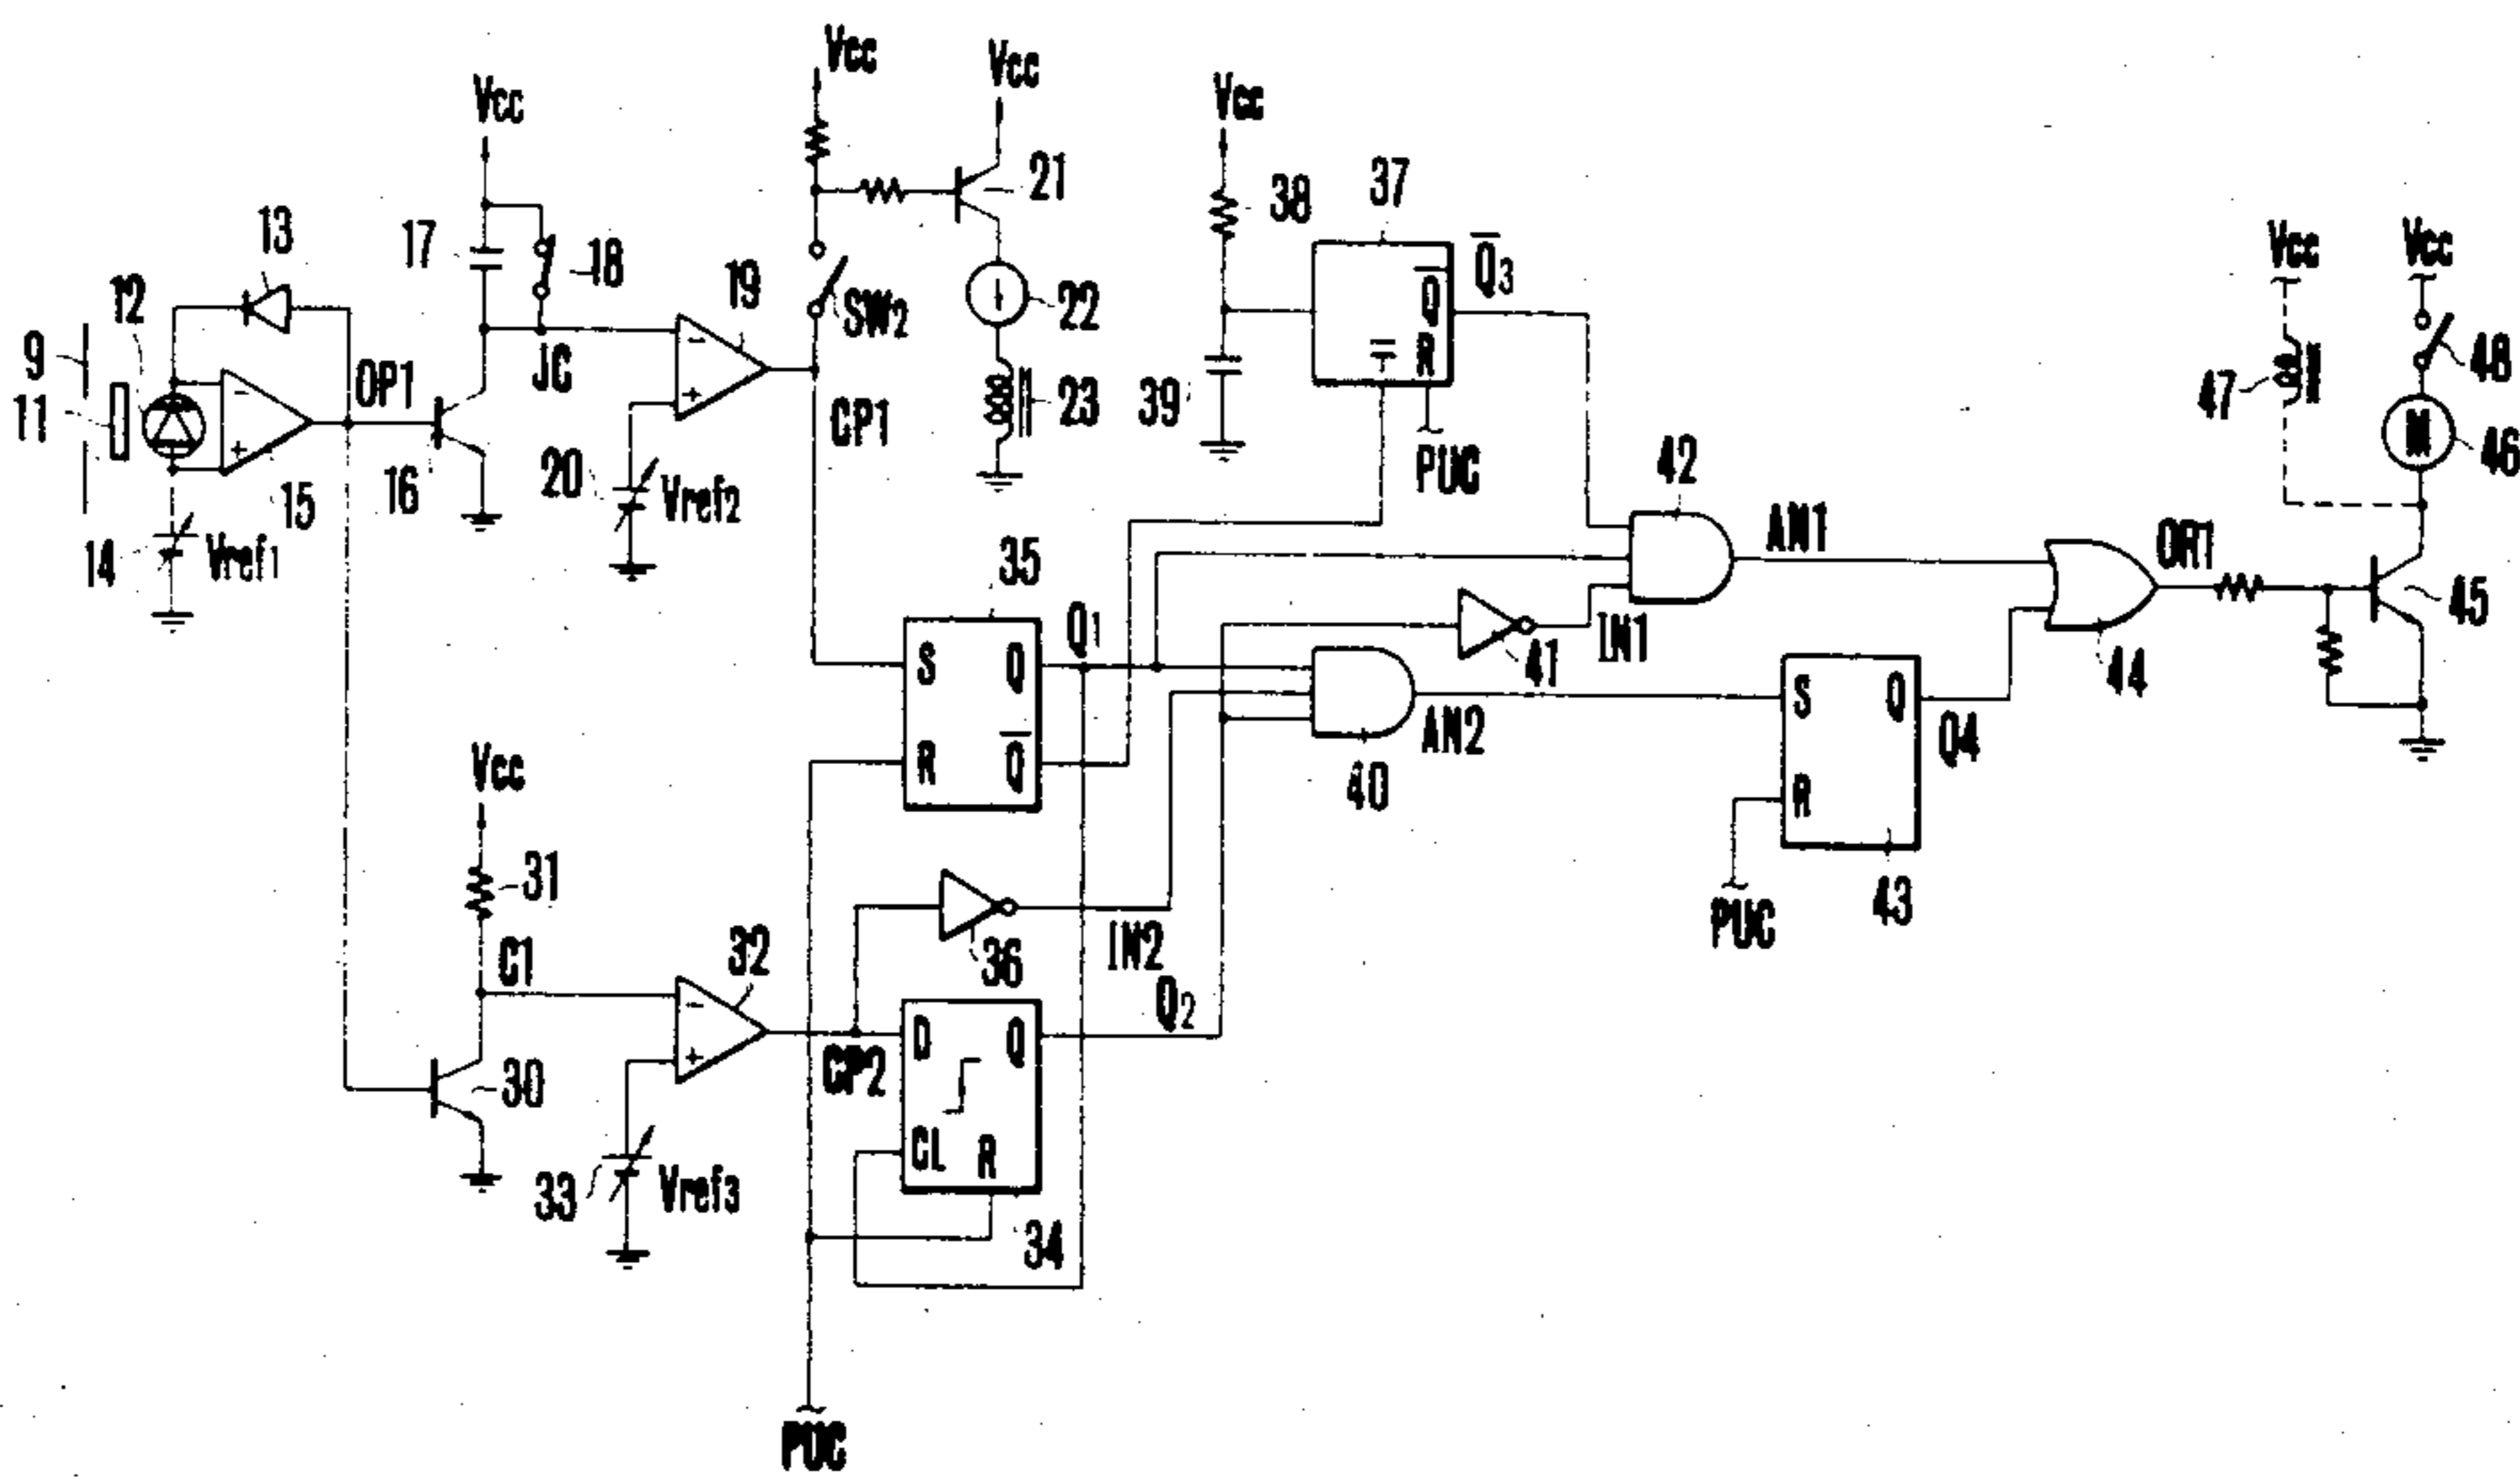 Vcc
Vcc
Vcc
Vcc
21
37
38
Q3
13
17
18
19
12
SW2
22
Q
Vcc
Vcc
9
OP1
JC
R
48
11
CP1
23
39
47
16
20
Vref2
PUC
42
46
15
14
Vref1
AN1
OR1
35
45
Q1
S
Q
41
IN1
44
S
Q
AN2
Q4
R
Q
Vcc
40
R
31
43
PUC
C1
32
36
IN2
Q2
D
Q
CP2
30
CL
R
33
Vref3
34
PUC